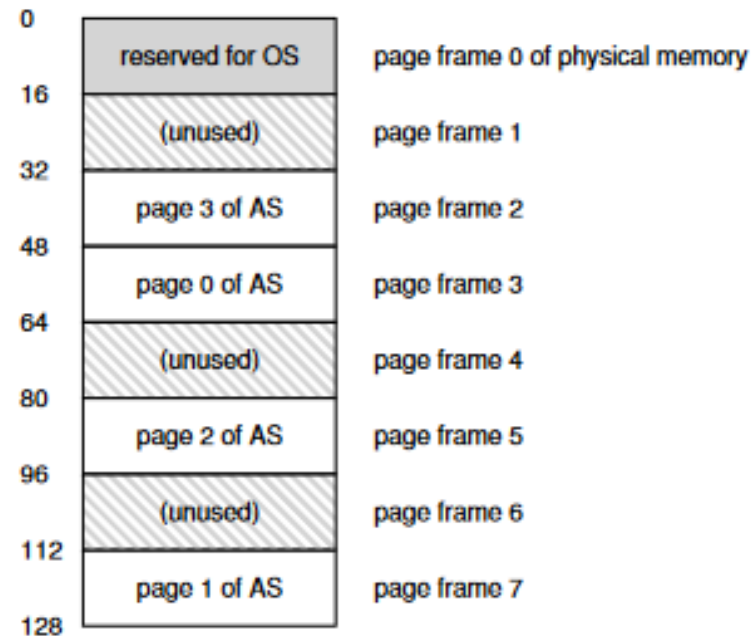 0
reserved for OS page frame 0 of physical memory
16
(unused) page frame 1
32
page 3 of AS page frame 2
48
page 0 of AS page frame 3
64
(unused) page frame 4
80
page 2 of AS page frame 5
96
(unused) page frame 6
112
page 1 of AS page frame 7
128